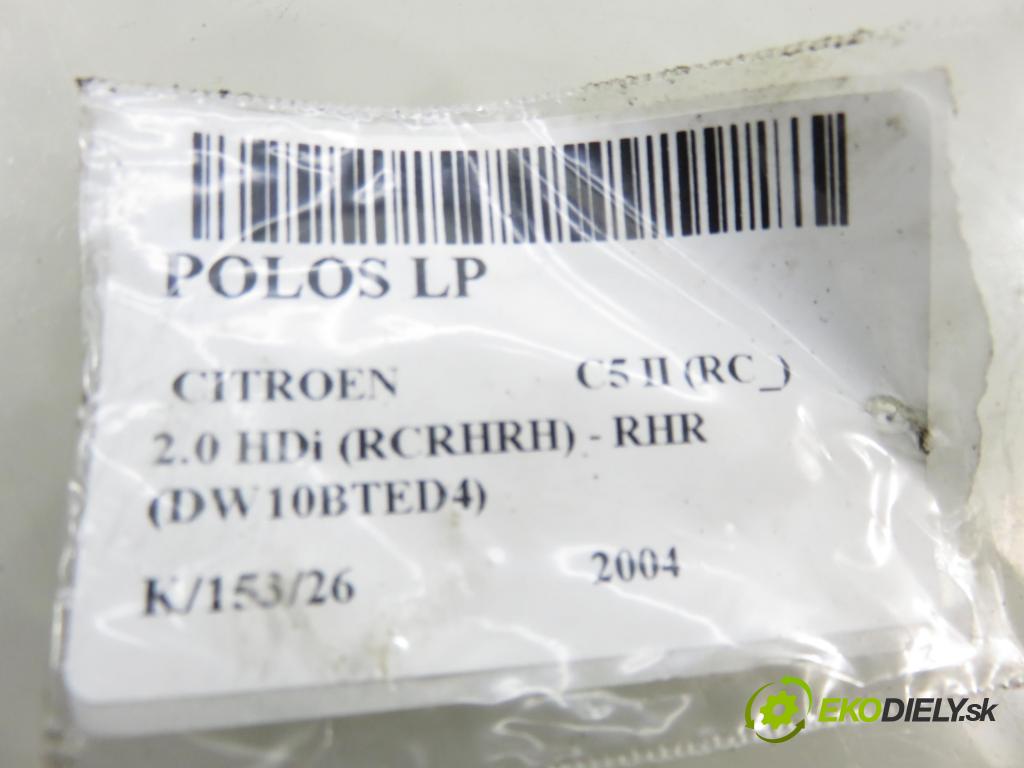 POLOS LP
CITROEN C5 II (RC_)
2.0 HDi (RCRHRH) - RHR
(DW10BTED4)
K/153/26 2004
EKODIELY.sk